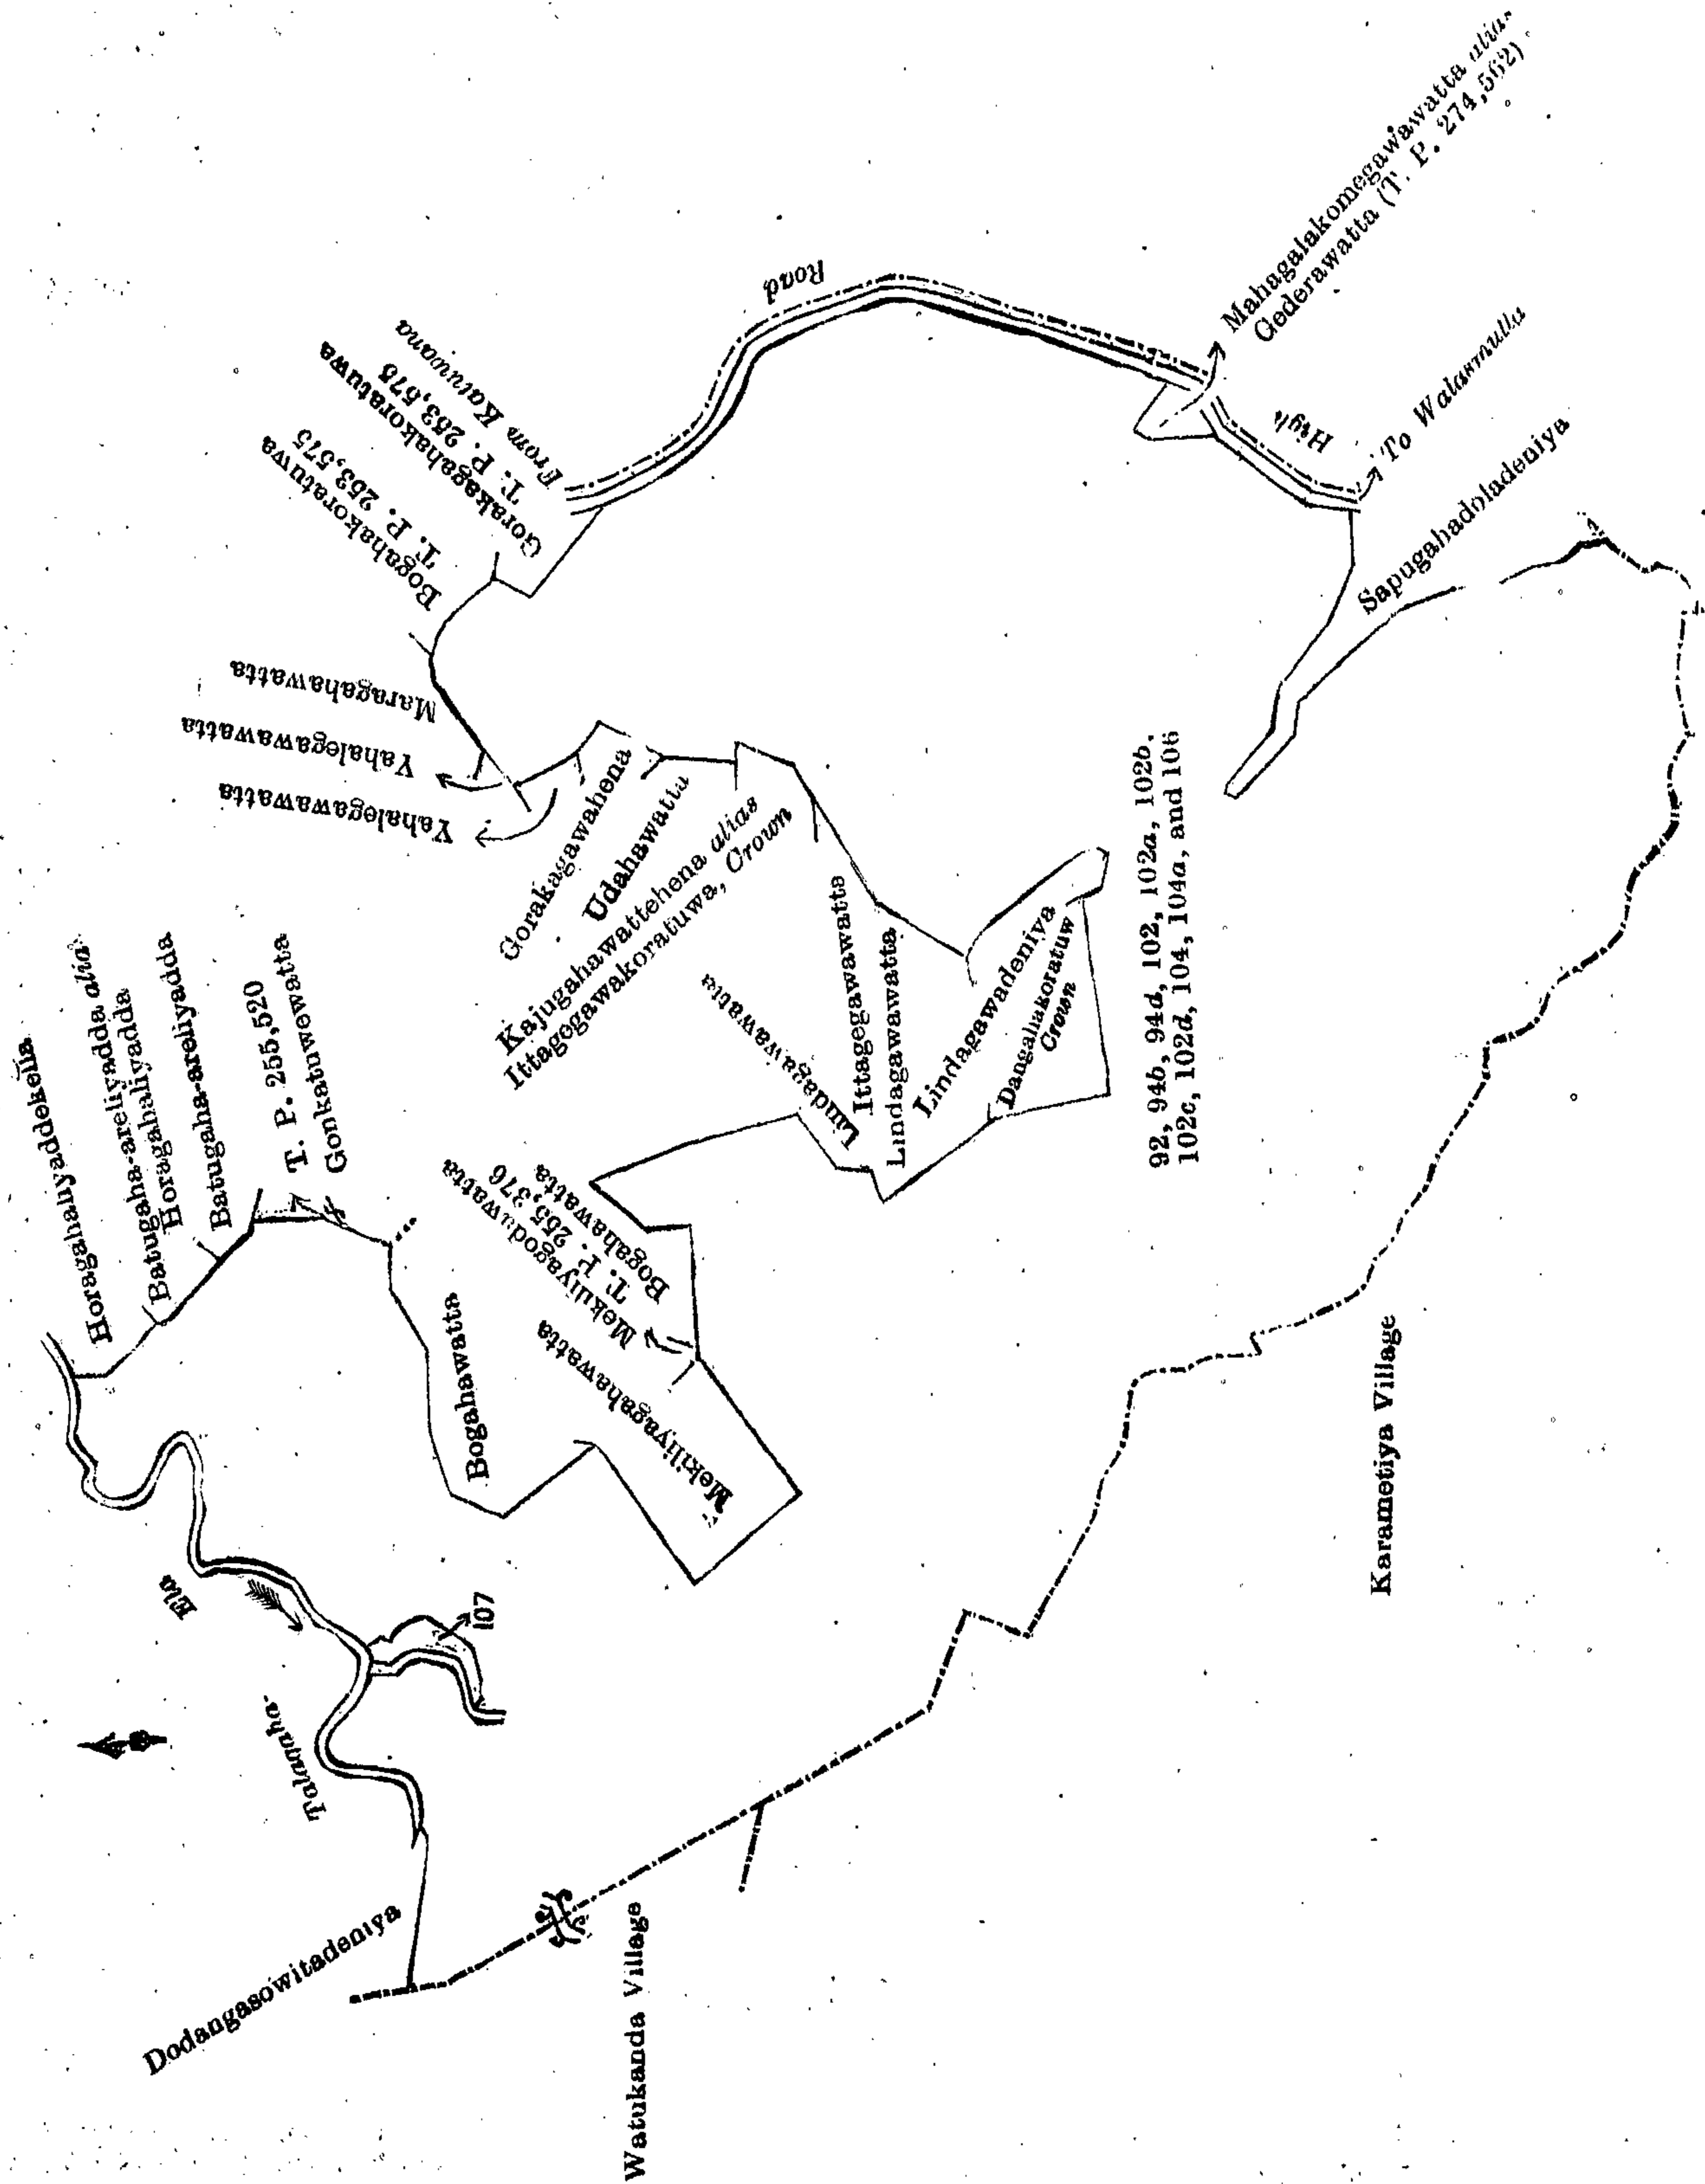 Horagahaliyaddekella
Horagahaliyadda alias
Batugaha-areliyadda
Horagahaliyadda
Batugaha-areliyadda
T. P. 255,520
Gonkatuwewatta
Ela
Talagaha-
107
Dodangasowitadeniya
Watukanda Village
Bogahawatta
Mekiliyagahawatta
Mekuliyagoduwwatta
T. P. 255,376
Bogahawatta
Yahalegawawatta
Yahalegawawatta
Maragahawatta
Bogahakoratuwa
T. P. 253,575
Gorakagahakoratuwa
T. P. 253,575
From Katuwana
Road
Gorakagawahena
Udahawatta
Kajugahawattehena alias
Ittagegawakoratuwa, Crown
Lindagawawatta
Ittagegawawatta
Lindagawawatta
Lindagawadeniya
Dangahakoratuw
Crown
92, 94b, 94d, 102, 102a, 102b,
102c, 102d, 104, 104a, and 106
Mahagalakomegawawatta alias
Gederawatta (T. P. 274,562)
High
To Walasmulla
Sapugahadoladeniya
Karametiya Village